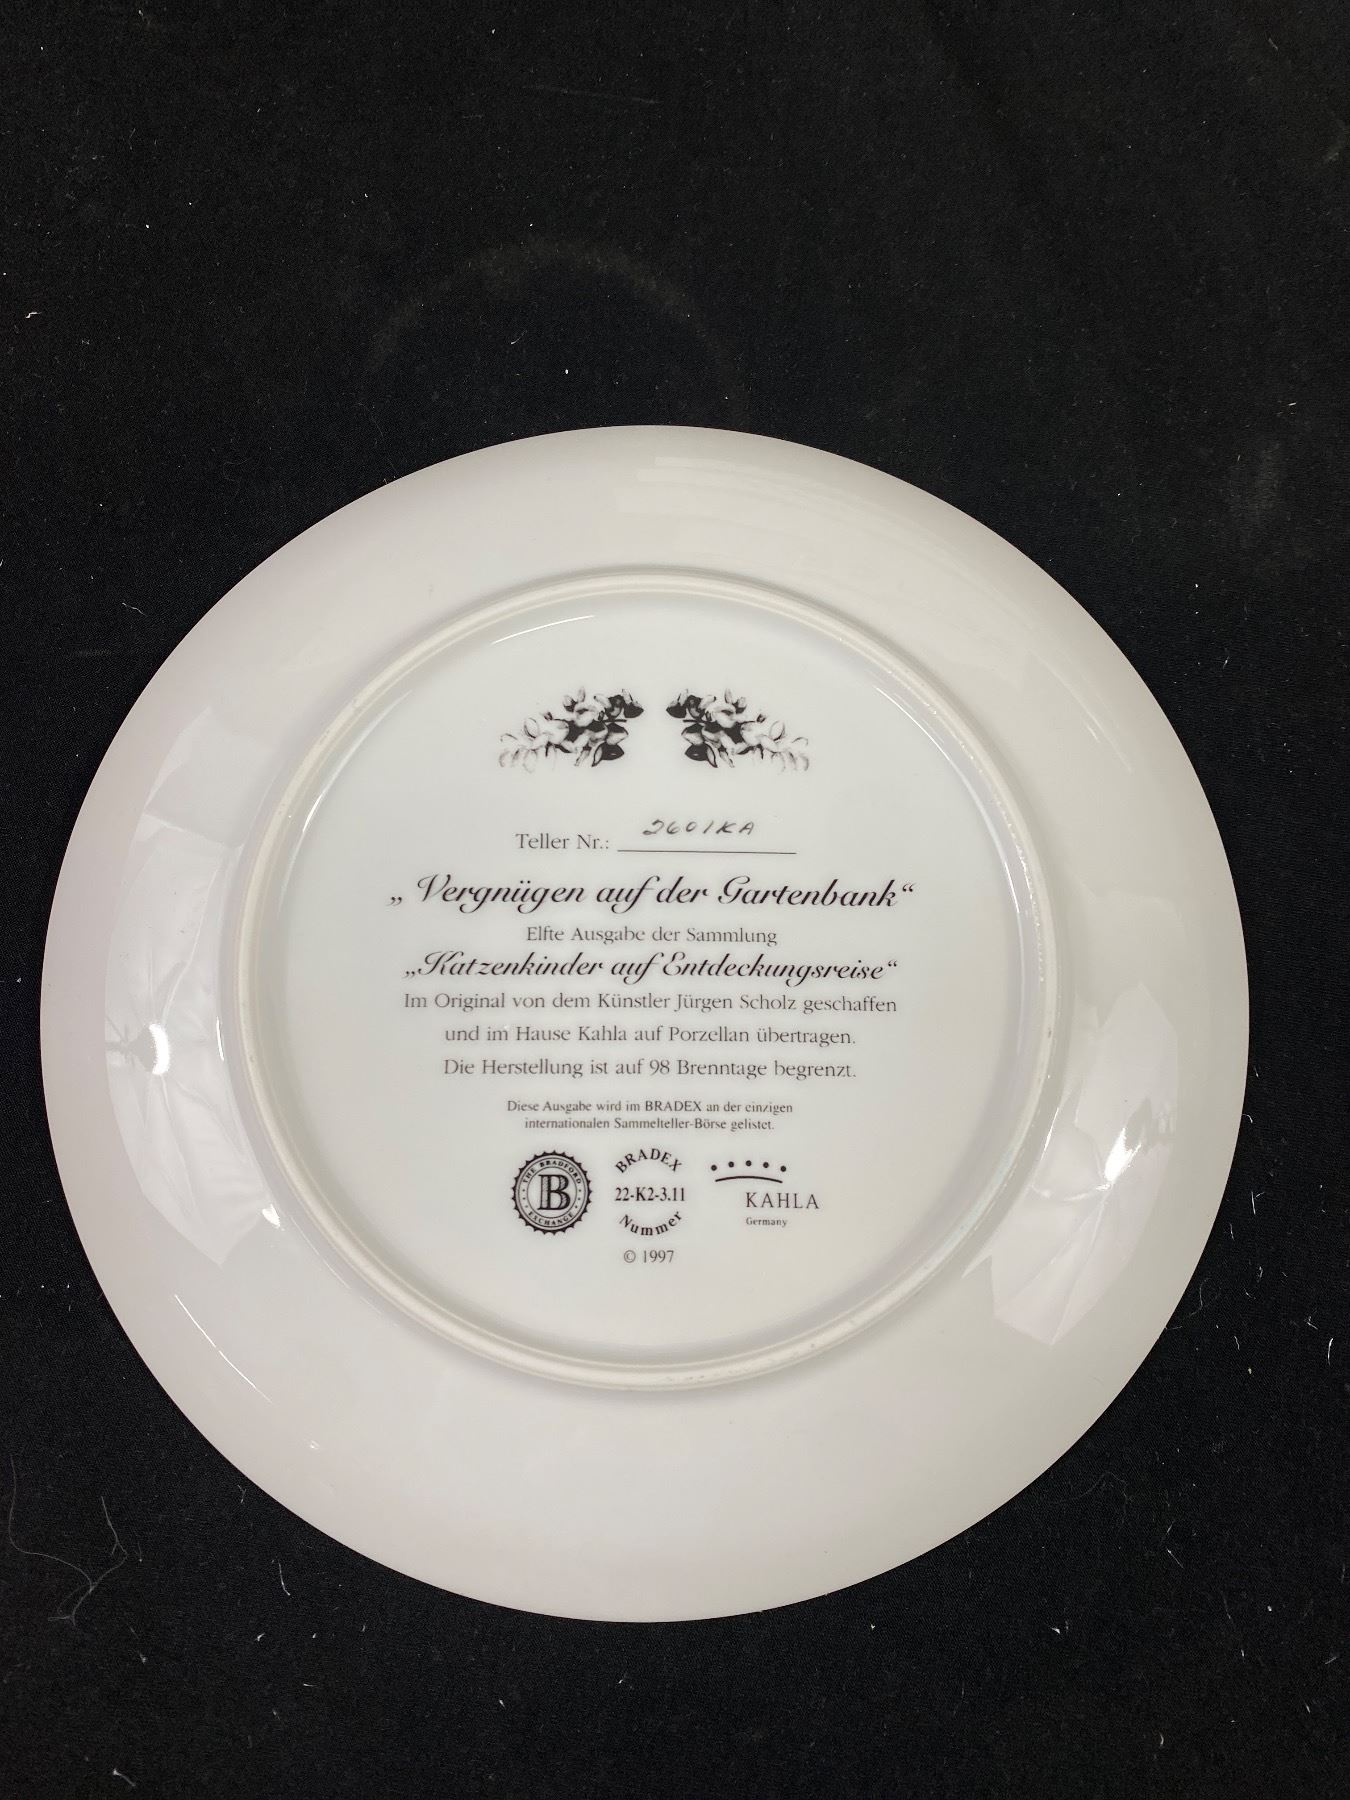 Teller Nr.: 2601KA
„Vergnügen auf der Gartenbank“
Elfte Ausgabe der Sammlung
„Katzenkinder auf Entdeckungsreise“
Im Original von dem Künstler Jürgen Scholz geschaffen
und im Hause Kahla auf Porzellan übertragen.
Die Herstellung ist auf 98 Brenntage begrenzt.
Diese Ausgabe wird im BRADEX an der einzigen
internationalen Sammelteller-Börse gelistet.
THE BRADFORD
B
EXCHANGE
BRADEX
22-K2-3.11
Nummer
KAHLA
Germany
© 1997